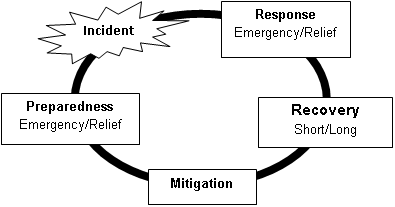 Incident
Response
Emergency/Relief
Recovery
Short/Long
Mitigation
Preparedness
Emergency/Relief